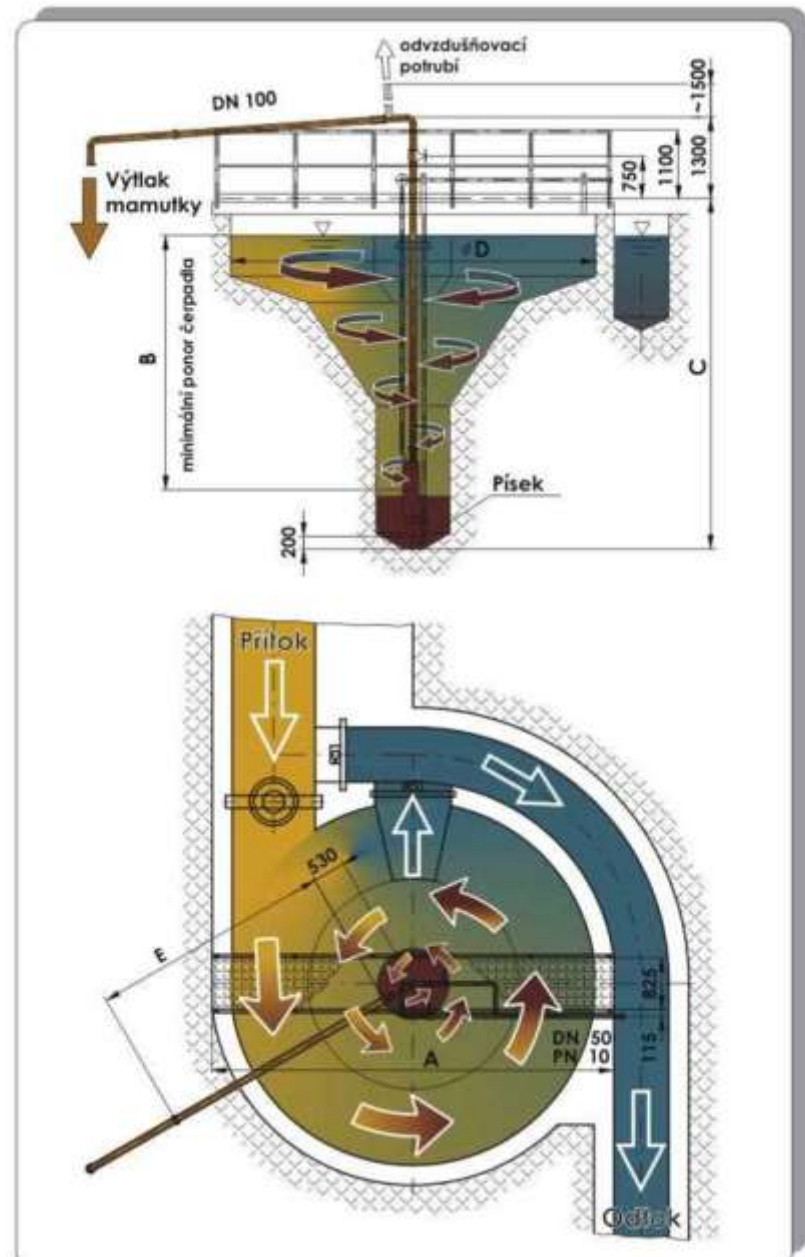 odvzdušňovací
potrubí
DN 100
~1500
1300
1100
750
Výtlak
mamutky
ØD
B
minimální ponor čerpadla
C
Písek
200
Přítok
530
E
825
115
DN 50
PN 10
A
Odtok